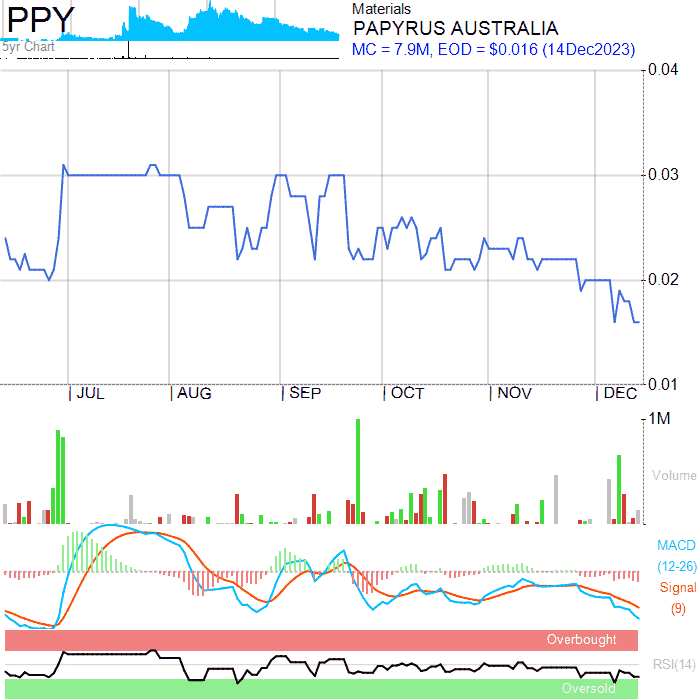 PPY
5yr Chart
Materials
PAPYRUS AUSTRALIA
MC = 7.9M, EOD = $0.016 (14Dec2023)
0.04
0.03
0.02
0.01
JUL AUG SEP OCT NOV DEC
1M
Volume
MACD
(12-26)
Signal
(9)
Overbought
RSI(14)
Oversold